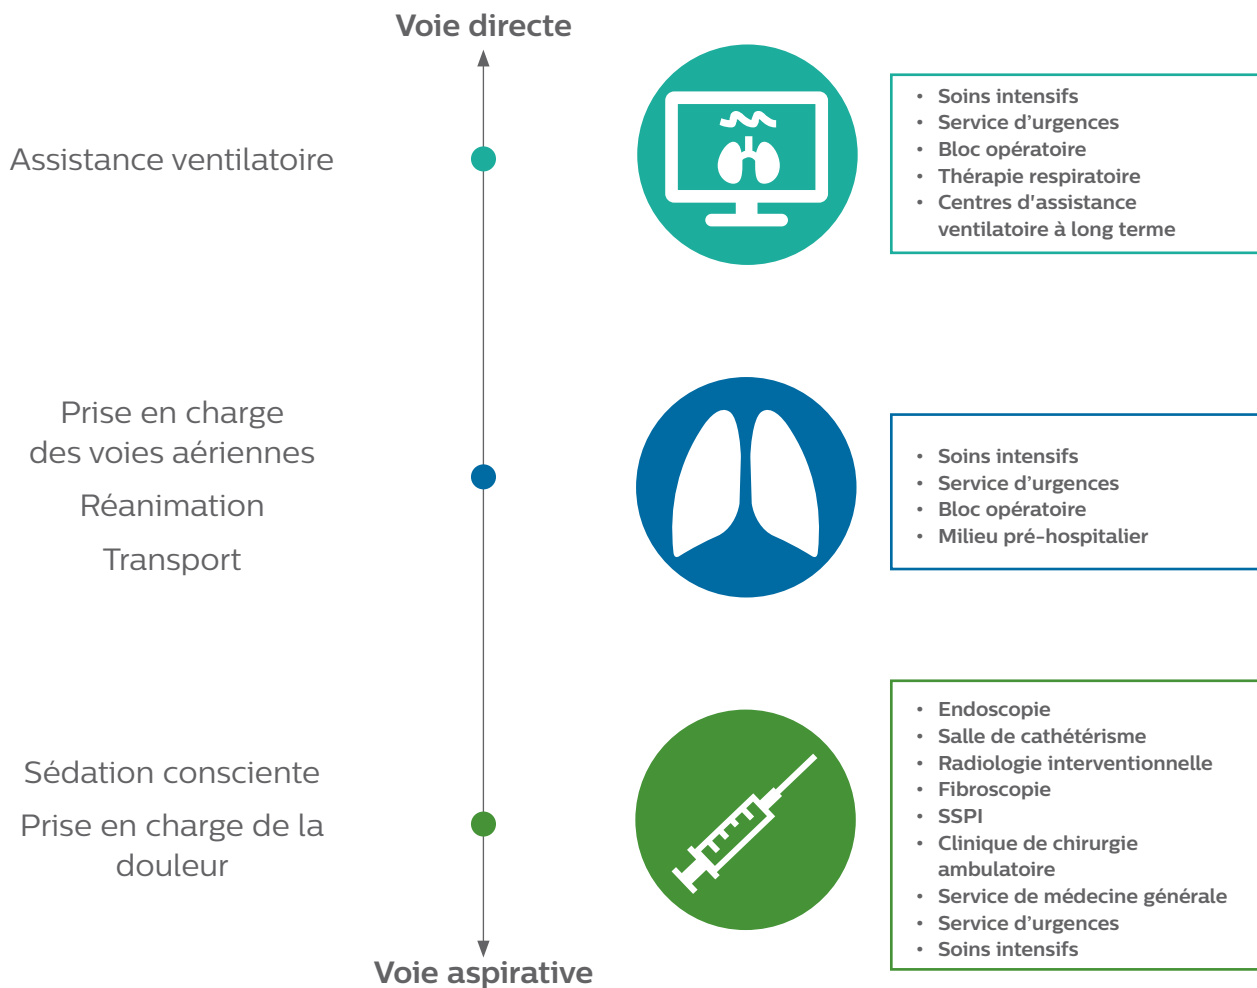 Voie directe
Assistance ventilatoire
• Soins intensifs
• Service d’urgences
• Bloc opératoire
• Thérapie respiratoire
• Centres d'assistance
ventilatoire à long terme
Prise en charge
des voies aériennes
Réanimation
Transport
• Soins intensifs
• Service d’urgences
• Bloc opératoire
• Milieu pré-hospitalier
Sédation consciente
Prise en charge de la
douleur
• Endoscopie
• Salle de cathétérisme
• Radiologie interventionnelle
• Fibroscopie
• SSPI
• Clinique de chirurgie
ambulatoire
• Service de médecine générale
• Service d’urgences
• Soins intensifs
Voie aspirative